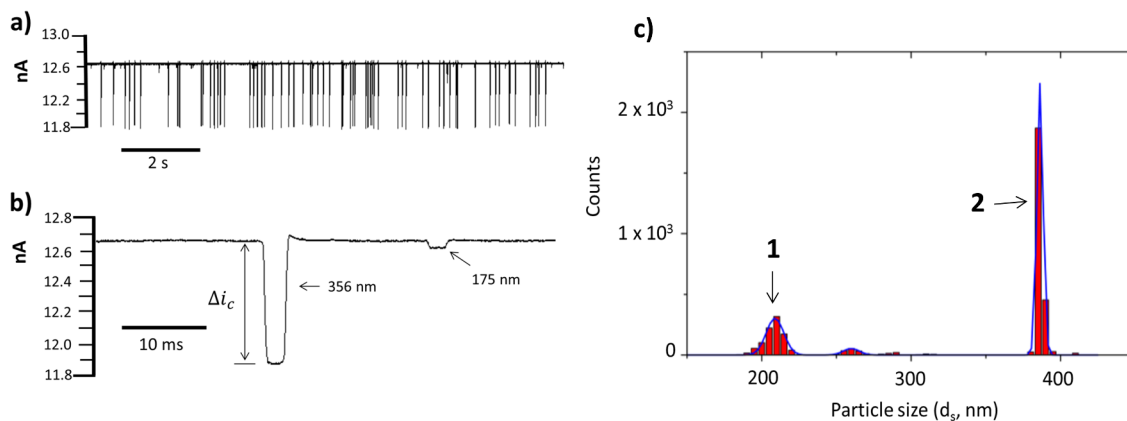 a)
13.0
12.6
12.2
11.8
nA
2 s
b)
12.8
12.6
12.4
12.2
12.0
11.8
nA
Δi_c
356 nm
175 nm
10 ms
c)
2 x 10³
1 x 10³
0
Counts
1
2
200
300
400
Particle size (dₛ, nm)